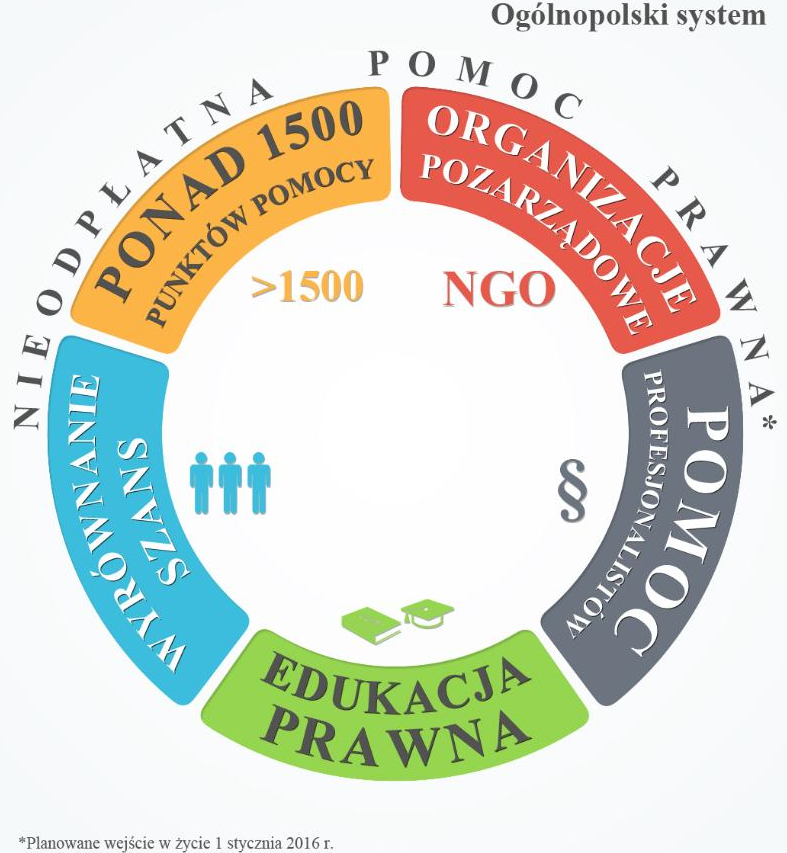 Ogólnopolski system
NIEODPŁATNA POMOC PRAWNA*
PONAD 1500
PUNKTÓW POMOCY
>1500
ORGANIZACJE
POZARZĄDOWE
NGO
POMOC
PROFESJONALISTÓW
§
EDUKACJA
PRAWNA
WYRÓWNANIE
SZANS
*Planowane wejście w życie 1 stycznia 2016 r.